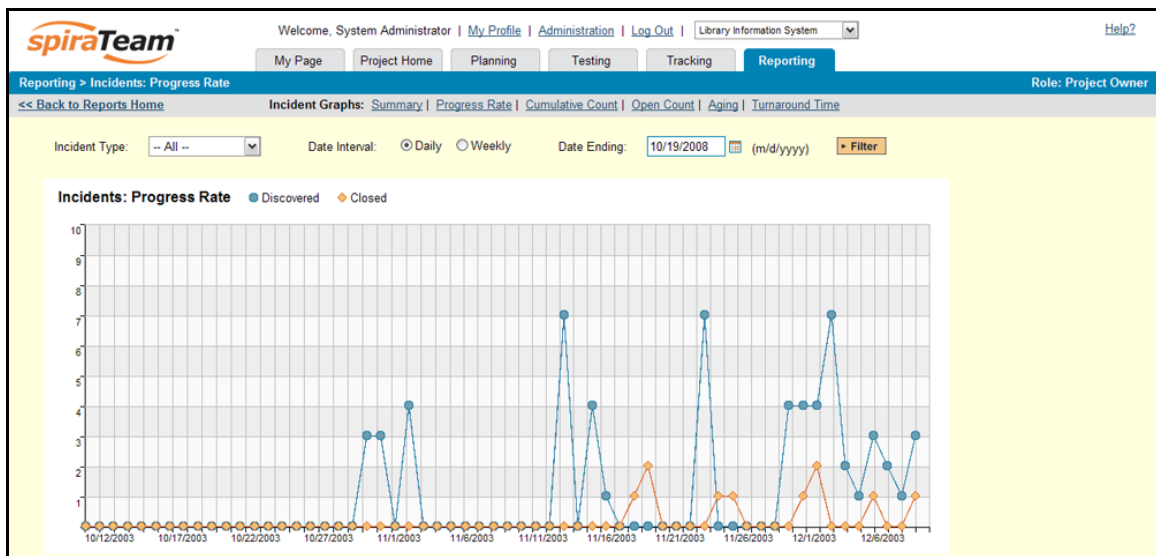 spiraTeam™
Welcome, System Administrator | My Profile | Administration | Log Out | Library Information System
Help?
My Page Project Home Planning Testing Tracking Reporting
Reporting > Incidents: Progress Rate
Role: Project Owner
<< Back to Reports Home
Incident Graphs: Summary | Progress Rate | Cumulative Count | Open Count | Aging | Turnaround Time
Incident Type: -- All -- Date Interval: Daily Weekly Date Ending: 10/19/2008 (m/d/yyyy) Filter
Incidents: Progress Rate Discovered Closed
10
9
8
7
6
5
4
3
2
1
10/12/2003 10/17/2003 10/22/2003 10/27/2003 11/1/2003 11/6/2003 11/11/2003 11/16/2003 11/21/2003 11/26/2003 12/1/2003 12/6/2003